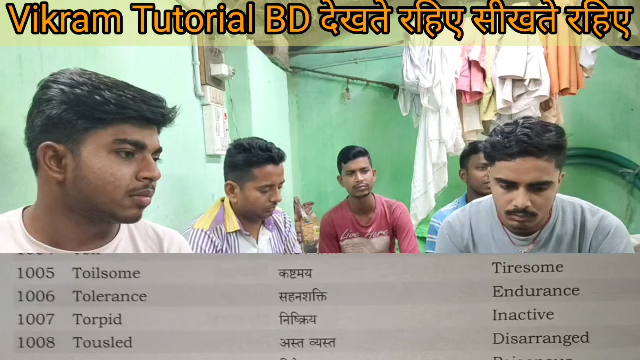 Vikram Tutorial BD देखते रहिए सीखते रहिए
1005 Toilsome कष्टमय Tiresome
1006 Tolerance सहनशक्ति Endurance
1007 Torpid निष्क्रिय Inactive
1008 Tousled अस्त व्यस्त Disarranged